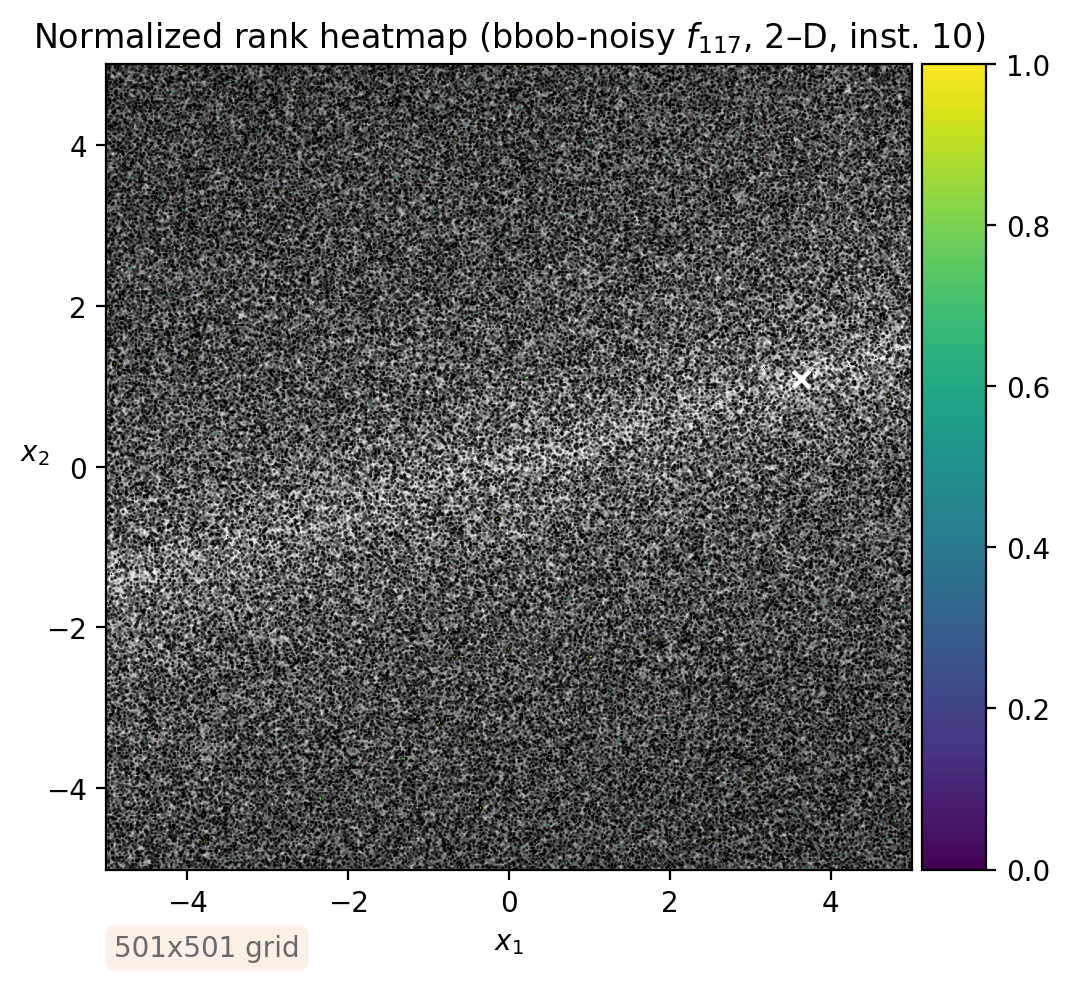 Normalized rank heatmap (bbob-noisy f₁₁₇, 2–D, inst. 10)
1.0
4
0.8
2
0.6
x₂
0
0.4
−2
0.2
−4
0.0
−4 −2 0 2 4
501x501 grid
x₁